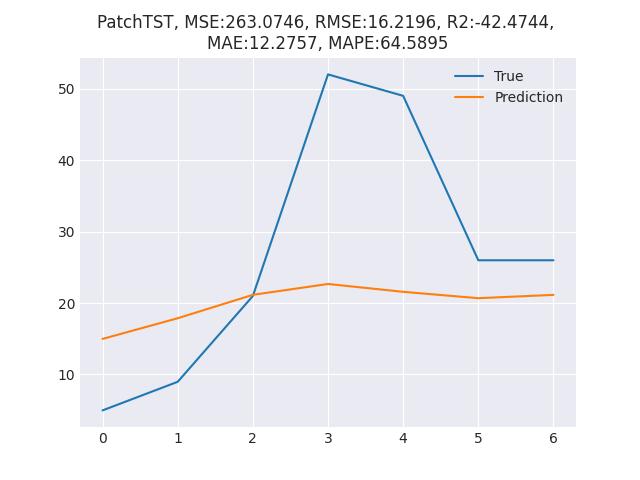 PatchTST, MSE:263.0746, RMSE:16.2196, R2:-42.4744,
MAE:12.2757, MAPE:64.5895
True
Prediction
50
40
30
20
10
0 1 2 3 4 5 6